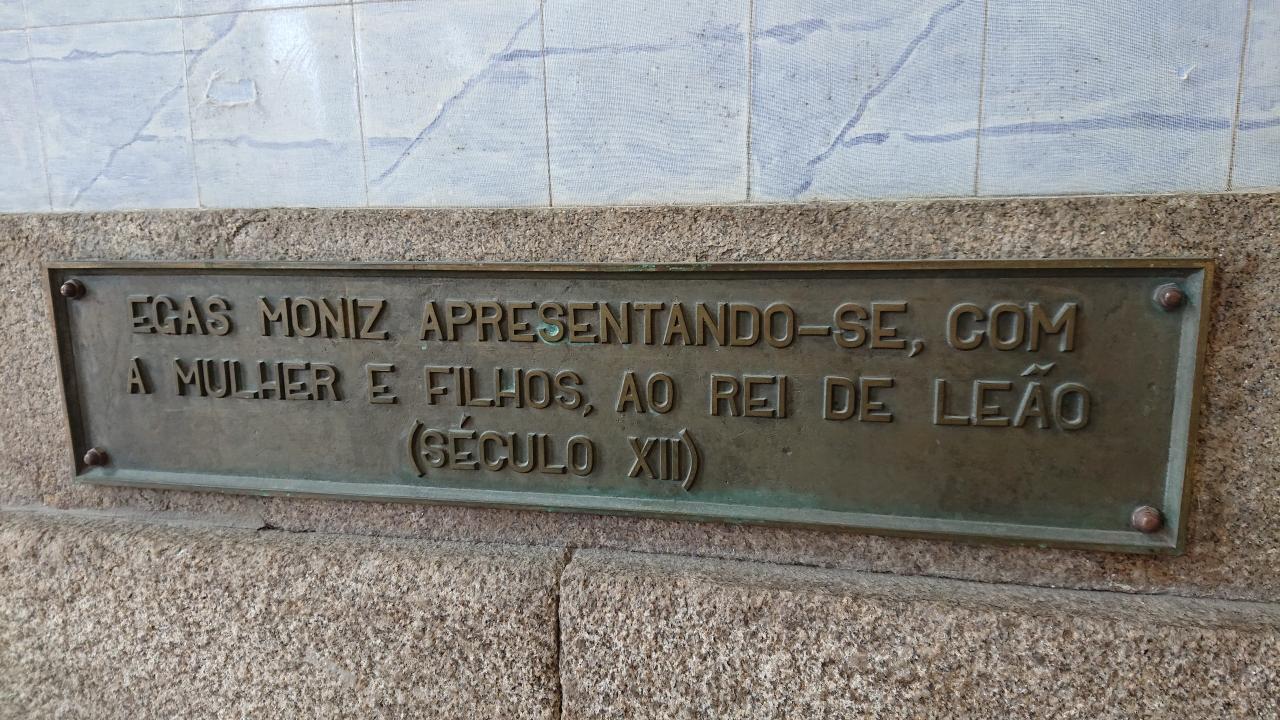 EGAS MONIZ APRESENTANDO-SE, COM
A MULHER E FILHOS, AO REI DE LEÃO
(SÉCULO XII)